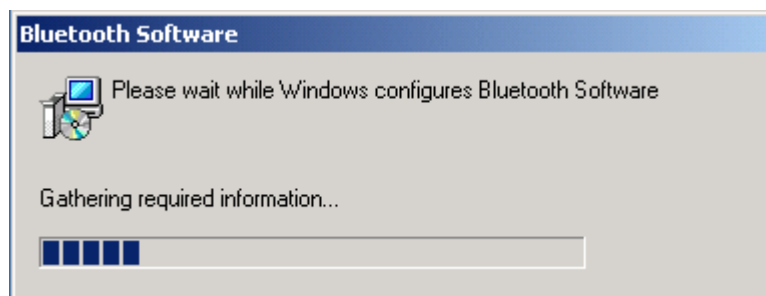 Bluetooth Software
Please wait while Windows configures Bluetooth Software
Gathering required information...